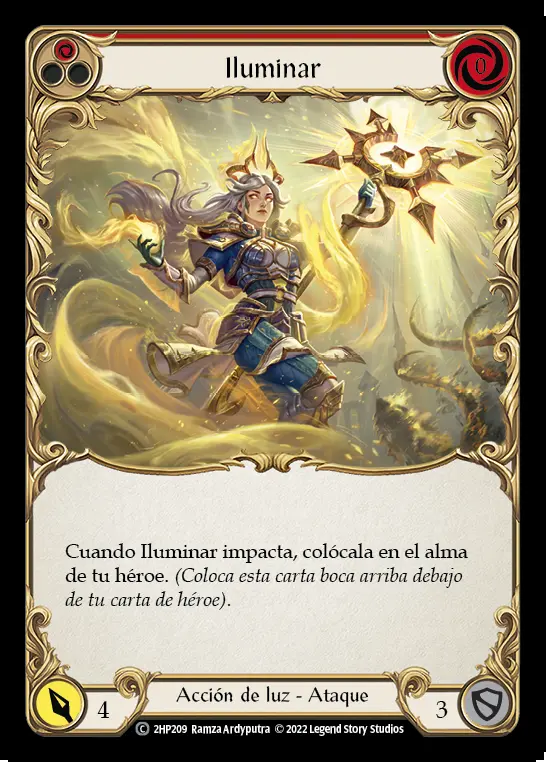 Iluminar
0
Cuando Iluminar impacta, colócala en el alma
de tu héroe. (Coloca esta carta boca arriba debajo
de tu carta de héroe).
4
Acción de luz - Ataque
3
C 2HP209 Ramza Ardyputra © 2022 Legend Story Studios